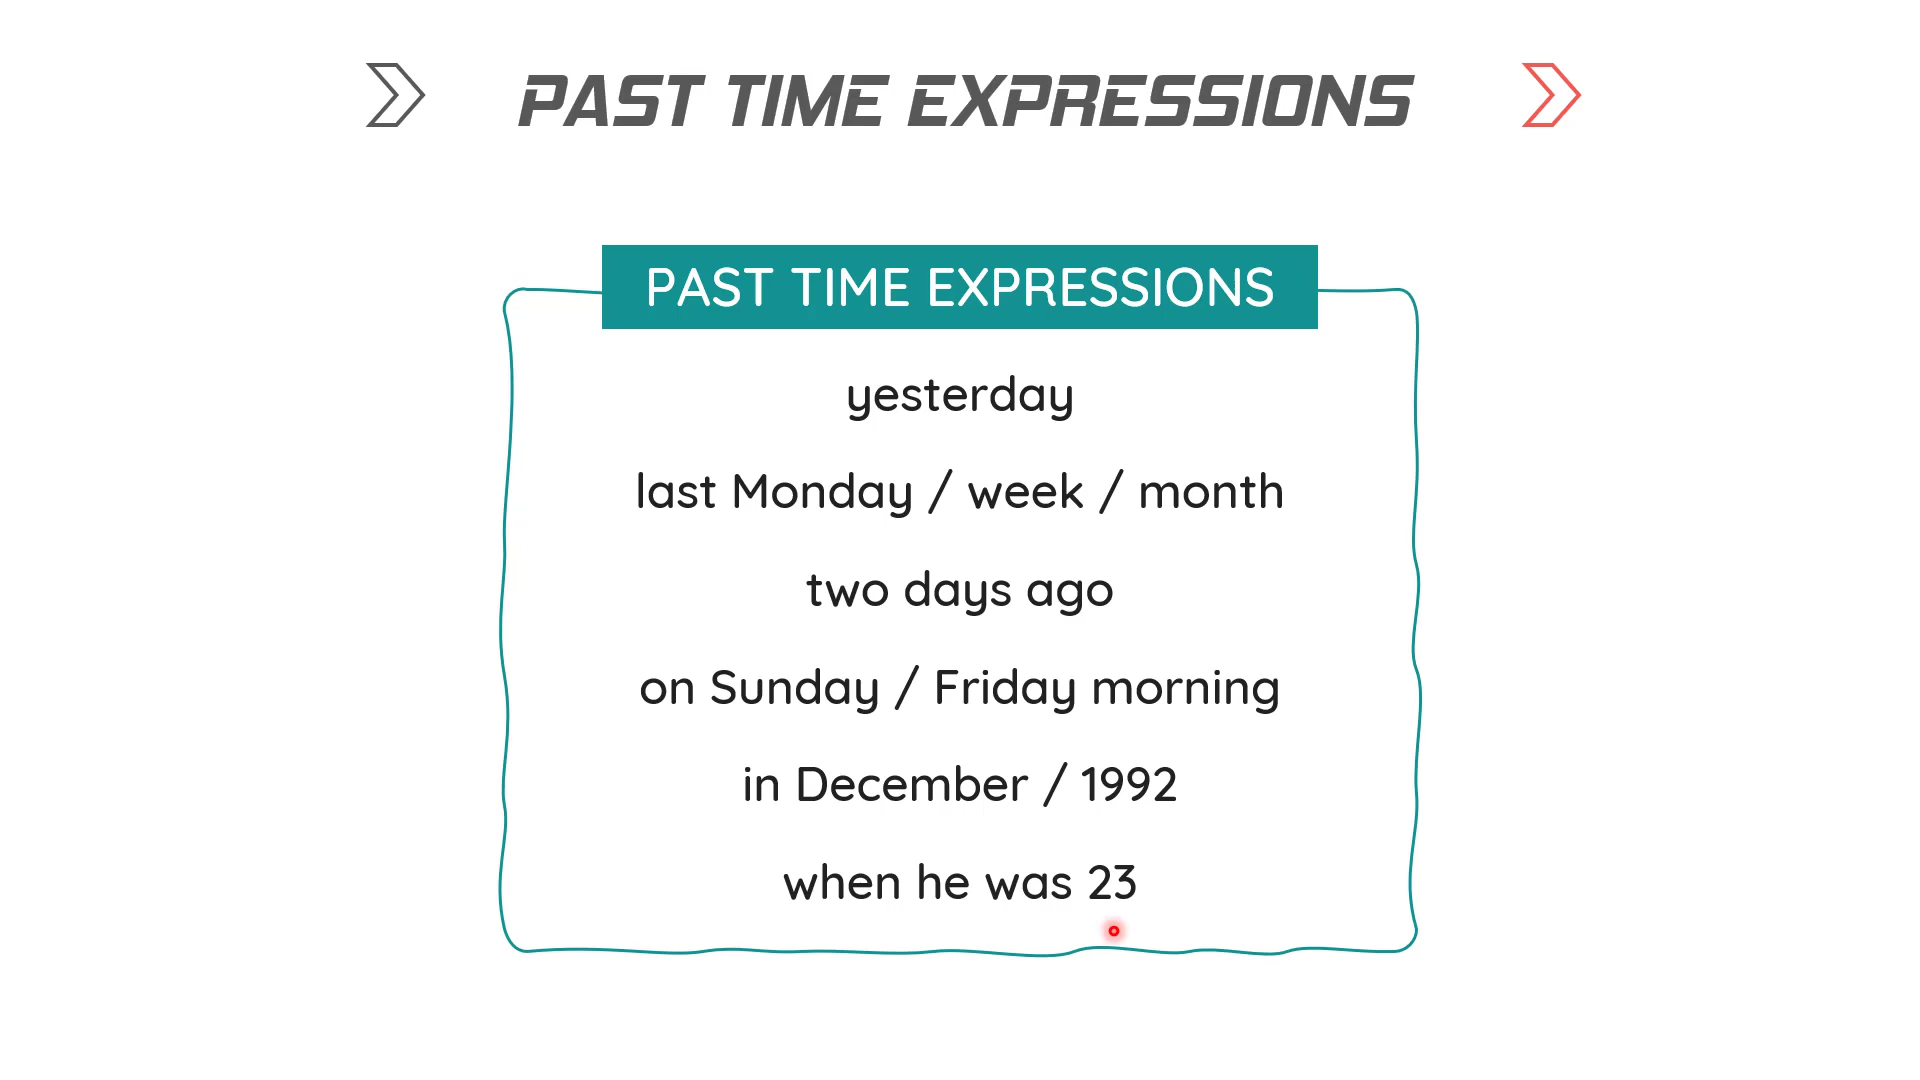 PAST TIME EXPRESSIONS
PAST TIME EXPRESSIONS
yesterday
last Monday / week / month
two days ago
on Sunday / Friday morning
in December / 1992
when he was 23